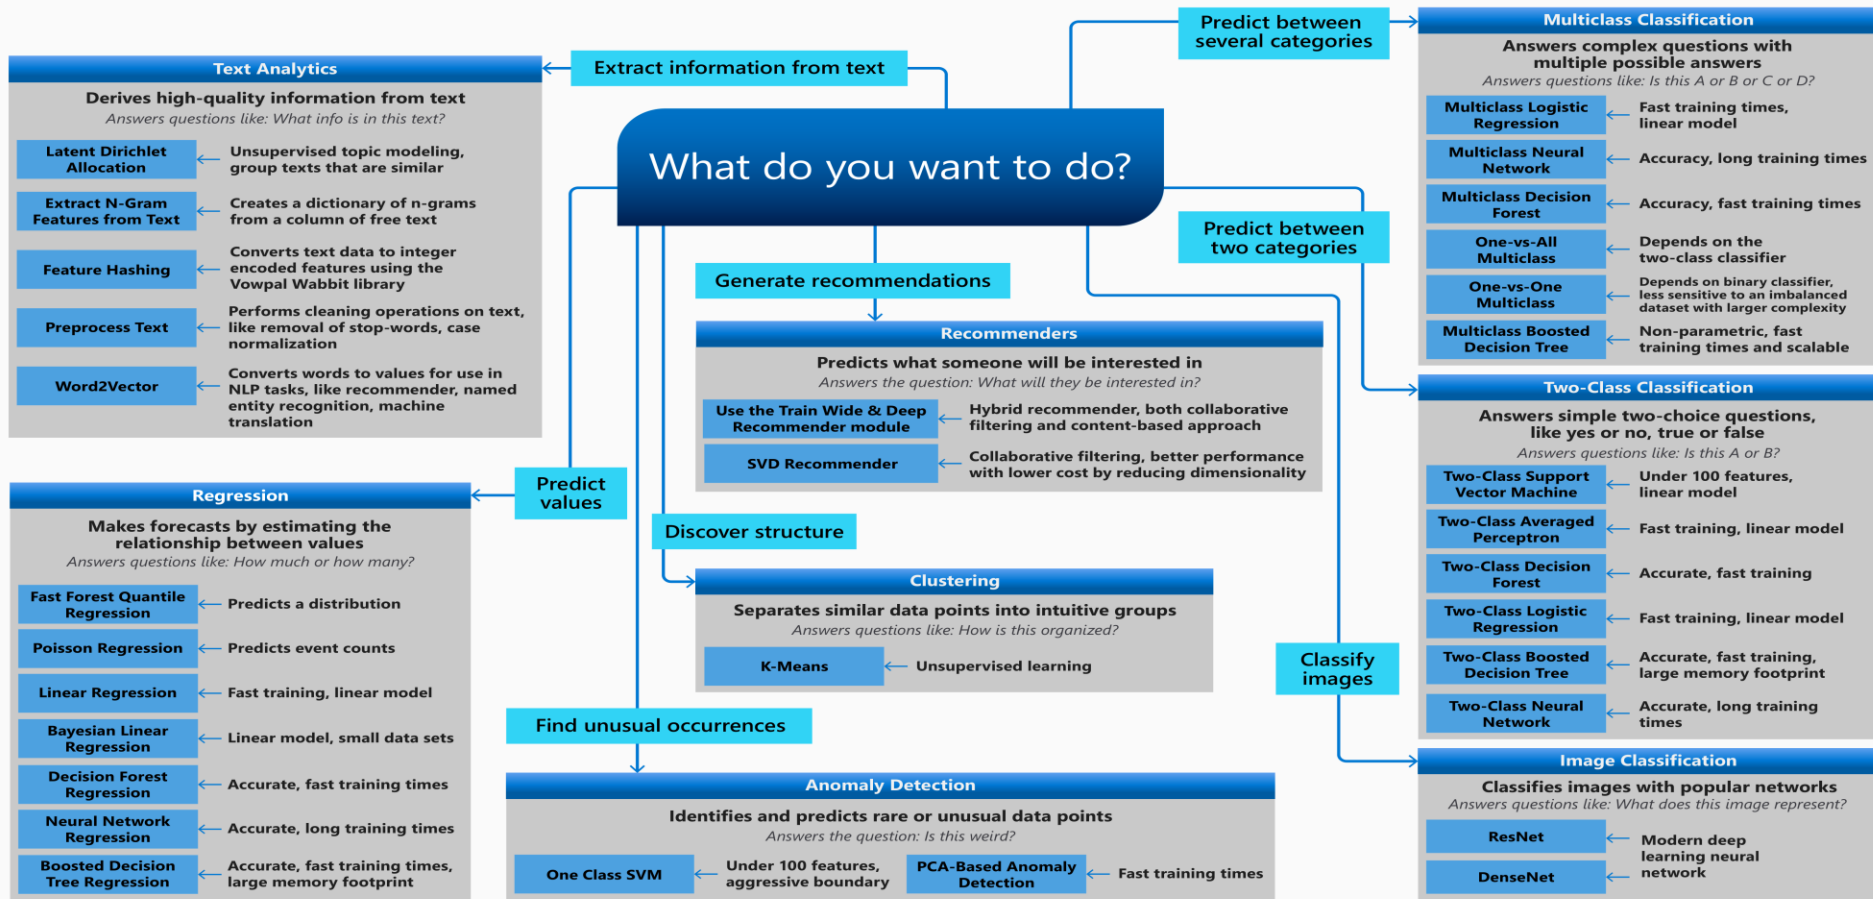 What do you want to do?
Extract information from text
Text Analytics
Derives high-quality information from text
Answers questions like: What info is in this text?
Latent Dirichlet
Allocation
Unsupervised topic modeling,
group texts that are similar
Extract N-Gram
Features from Text
Creates a dictionary of n-grams
from a column of free text
Feature Hashing
Converts text data to integer
encoded features using the
Vowpal Wabbit library
Preprocess Text
Performs cleaning operations on text,
like removal of stop-words, case
normalization
Word2Vector
Converts words to values for use in
NLP tasks, like recommender, named
entity recognition, machine
translation
Predict
values
Regression
Makes forecasts by estimating the
relationship between values
Answers questions like: How much or how many?
Fast Forest Quantile
Regression
Predicts a distribution
Poisson Regression
Predicts event counts
Linear Regression
Fast training, linear model
Bayesian Linear
Regression
Linear model, small data sets
Decision Forest
Regression
Accurate, fast training times
Neural Network
Regression
Accurate, long training times
Boosted Decision
Tree Regression
Accurate, fast training times,
large memory footprint
Generate recommendations
Recommenders
Predicts what someone will be interested in
Answers the question: What will they be interested in?
Use the Train Wide & Deep
Recommender module
Hybrid recommender, both collaborative
filtering and content-based approach
SVD Recommender
Collaborative filtering, better performance
with lower cost by reducing dimensionality
Discover structure
Clustering
Separates similar data points into intuitive groups
Answers questions like: How is this organized?
K-Means
Unsupervised learning
Find unusual occurrences
Anomaly Detection
Identifies and predicts rare or unusual data points
Answers the question: Is this weird?
One Class SVM
Under 100 features,
aggressive boundary
PCA-Based Anomaly
Detection
Fast training times
Predict between
several categories
Multiclass Classification
Answers complex questions with
multiple possible answers
Answers questions like: Is this A or B or C or D?
Multiclass Logistic
Regression
Fast training times,
linear model
Multiclass Neural
Network
Accuracy, long training times
Multiclass Decision
Forest
Accuracy, fast training times
One-vs-All
Multiclass
Depends on the
two-class classifier
One-vs-One
Multiclass
Depends on binary classifier,
less sensitive to an imbalanced
dataset with larger complexity
Multiclass Boosted
Decision Tree
Non-parametric, fast
training times and scalable
Predict between
two categories
Two-Class Classification
Answers simple two-choice questions,
like yes or no, true or false
Answers questions like: Is this A or B?
Two-Class Support
Vector Machine
Under 100 features,
linear model
Two-Class Averaged
Perceptron
Fast training, linear model
Two-Class Decision
Forest
Accurate, fast training
Two-Class Logistic
Regression
Fast training, linear model
Two-Class Boosted
Decision Tree
Accurate, fast training,
large memory footprint
Two-Class Neural
Network
Accurate, long training
times
Classify
images
Image Classification
Classifies images with popular networks
Answers questions like: What does this image represent?
ResNet
DenseNet
Modern deep
learning neural
network